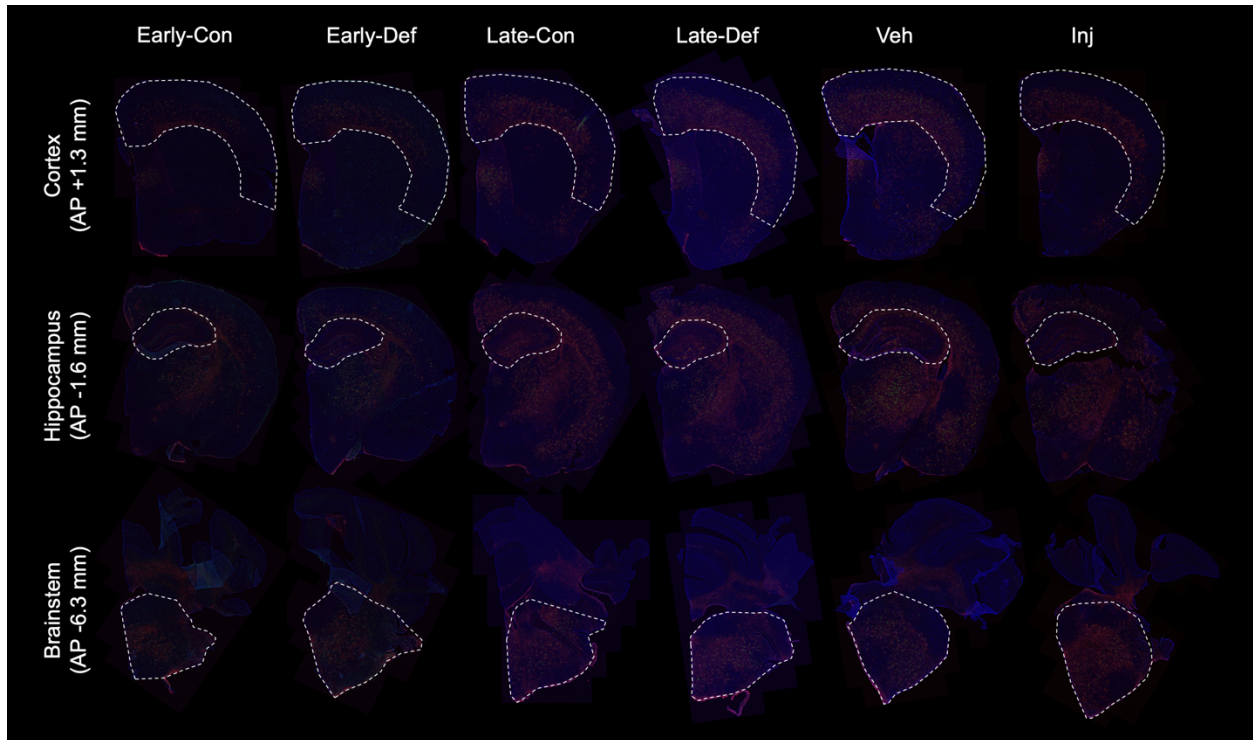 Early-Con
Early-Def
Late-Con
Late-Def
Veh
Inj
Cortex
(AP +1.3 mm)
Hippocampus
(AP -1.6 mm)
Brainstem
(AP -6.3 mm)